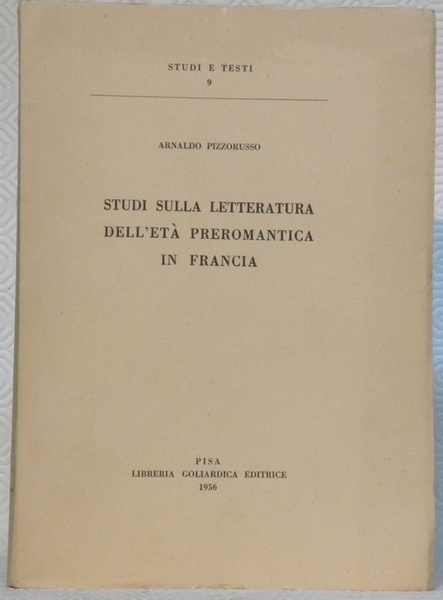 STUDI E TESTI
9
ARNALDO PIZZORUSSO
STUDI SULLA LETTERATURA
DELL'ETÀ PREROMANTICA
IN FRANCIA
PISA
LIBRERIA GOLIARDICA EDITRICE
1956